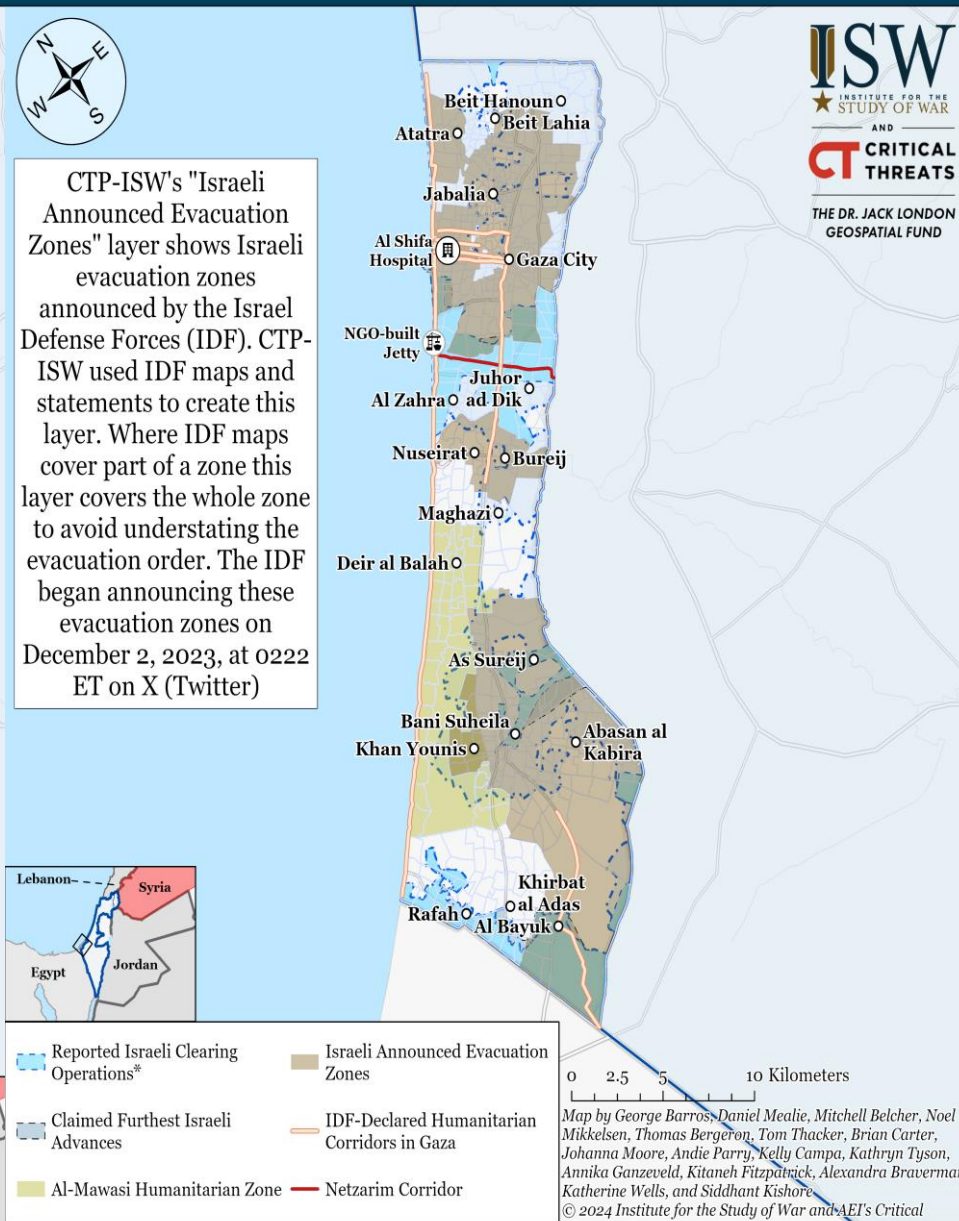 N
E
W
S
ISW
INSTITUTE FOR THE
STUDY OF WAR
AND
CT CRITICAL
THREATS
THE DR. JACK LONDON
GEOSPATIAL FUND
CTP-ISW's "Israeli
Announced Evacuation
Zones" layer shows Israeli
evacuation zones
announced by the Israel
Defense Forces (IDF). CTP-
ISW used IDF maps and
statements to create this
layer. Where IDF maps
cover part of a zone this
layer covers the whole zone
to avoid understating the
evacuation order. The IDF
began announcing these
evacuation zones on
December 2, 2023, at 0222
ET on X (Twitter)
Beit Hanoun
Beit Lahia
Atatra
Jabalia
Al Shifa
Hospital
Gaza City
NGO-built
Jetty
Juhor
ad Dik
Al Zahra
Nuseirat
Bureij
Maghazi
Deir al Balah
As Sureij
Bani Suheila
Abasan al
Kabira
Khan Younis
Khirbat
al Adas
Rafah
Al Bayuk
Lebanon
Syria
Egypt
Jordan
Reported Israeli Clearing
Operations*
Claimed Furthest Israeli
Advances
Al-Mawasi Humanitarian Zone
Israeli Announced Evacuation
Zones
IDF-Declared Humanitarian
Corridors in Gaza
Netzarim Corridor
0 2.5 5 10 Kilometers
Map by George Barros, Daniel Mealie, Mitchell Belcher, Noel
Mikkelsen, Thomas Bergeron, Tom Thacker, Brian Carter,
Johanna Moore, Andie Parry, Kelly Campa, Kathryn Tyson,
Annika Ganzeveld, Kitaneh Fitzpatrick, Alexandra Braverman
Katherine Wells, and Siddhant Kishore
© 2024 Institute for the Study of War and AEI's Critical